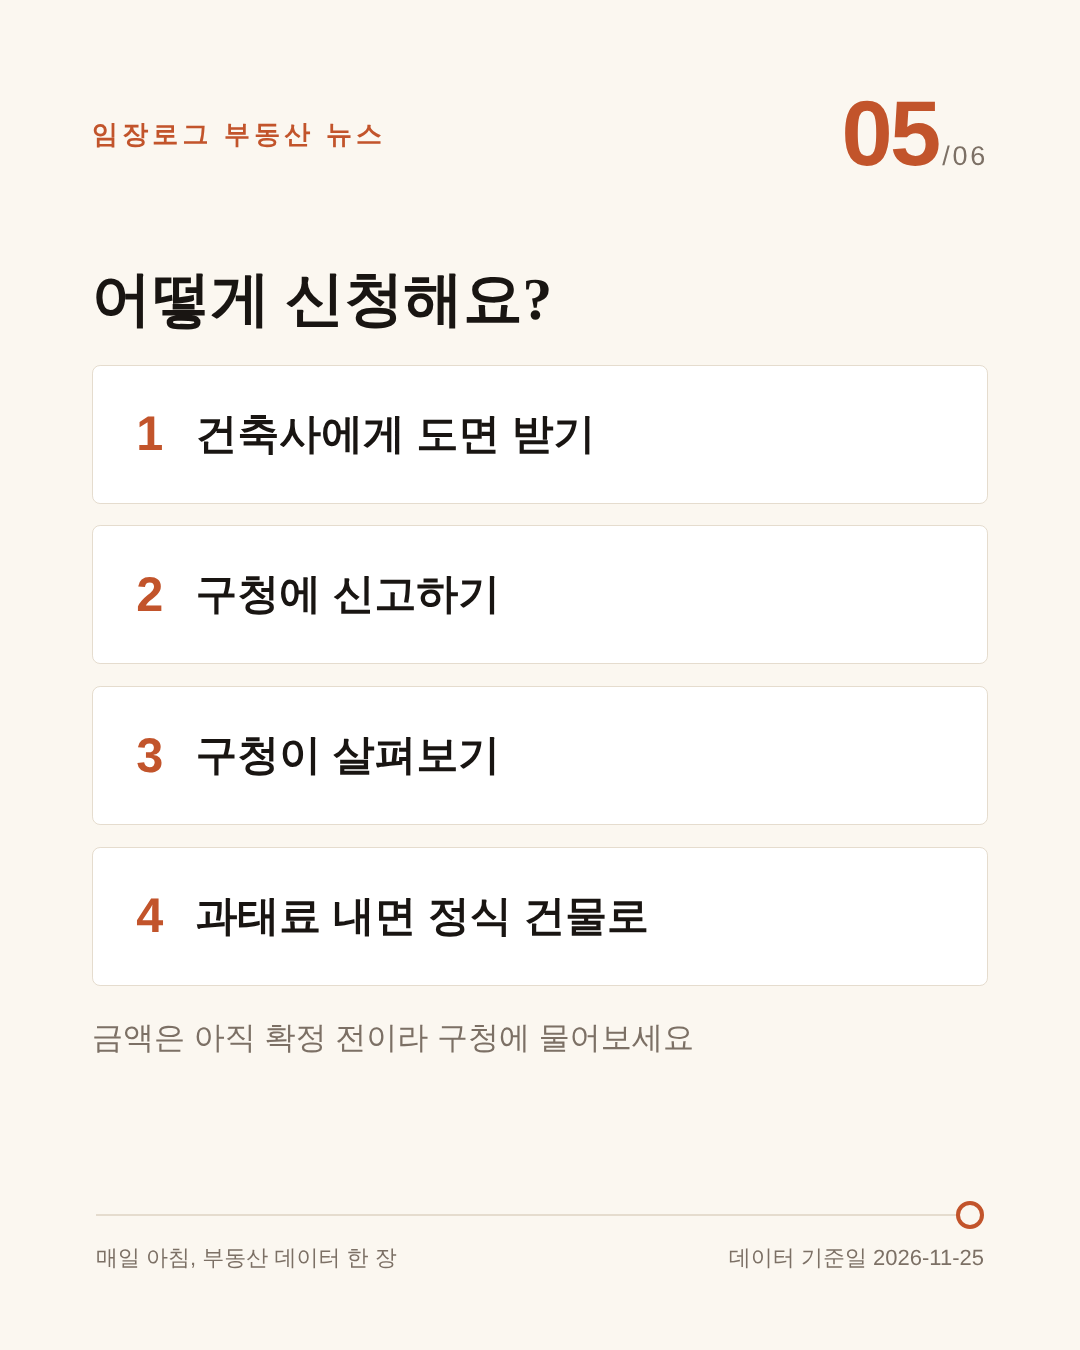 임장로그 부동산 뉴스
05/06
어떻게 신청해요?
1 건축사에게 도면 받기
2 구청에 신고하기
3 구청이 살펴보기
4 과태료 내면 정식 건물로
금액은 아직 확정 전이라 구청에 물어보세요
매일 아침, 부동산 데이터 한 장
데이터 기준일 2026-11-25